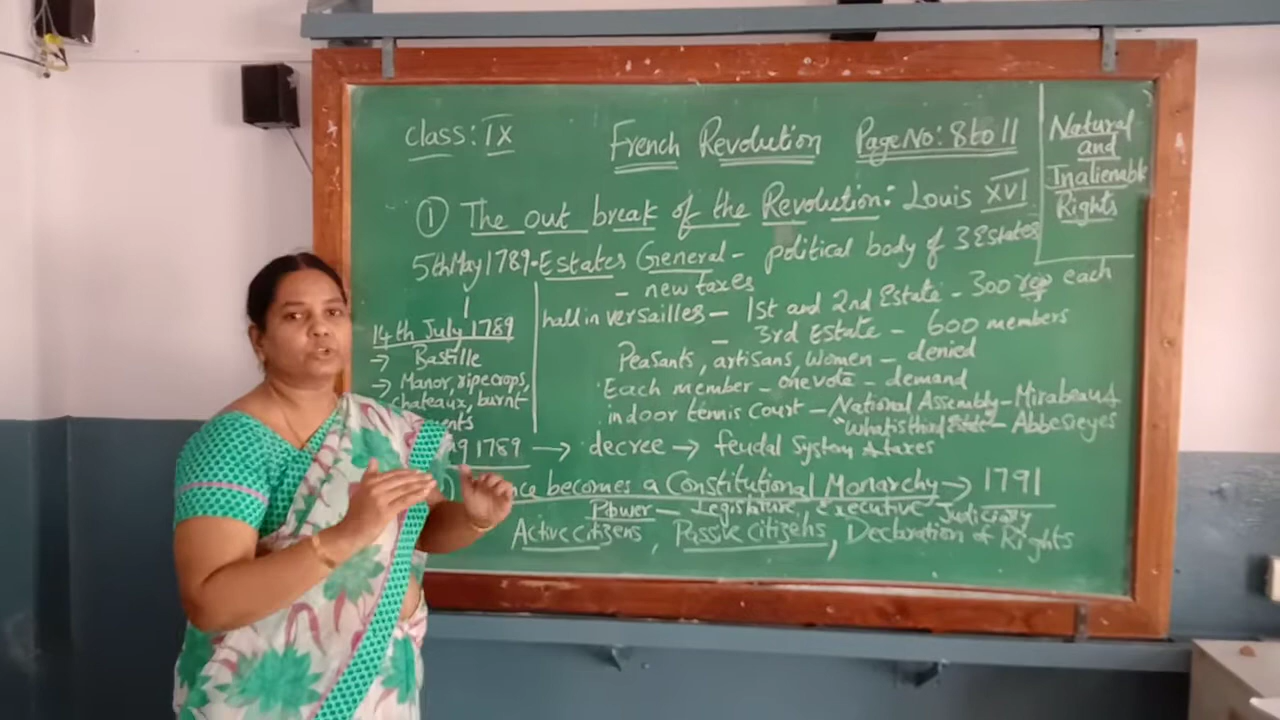 class: IX
French Revolution Page No: 8 to 11
Natural
and
Inalienable
Rights
① The out break of the Revolution: Louis XVI
5th May 1789. Estates General - political body of 3 Estates
- new taxes
14th July 1789
→ Bastille
→ Manor, ripe crops,
chateaux, burnt
hall in versailles - 1st and 2nd Estate - 300 rep each
- 3rd Estate - 600 members
Peasants, artisans, women - denied
Each member - one vote - demand
indoor tennis court - National Assembly - Mirabeau &
"What is third Estate" - Abbesieyes
1789 → decree → feudal System & taxes
becomes a Constitutional Monarchy → 1791
Power - Legislature, Executive Judiciary
Active citizens, Passive citizens, Declaration of Rights